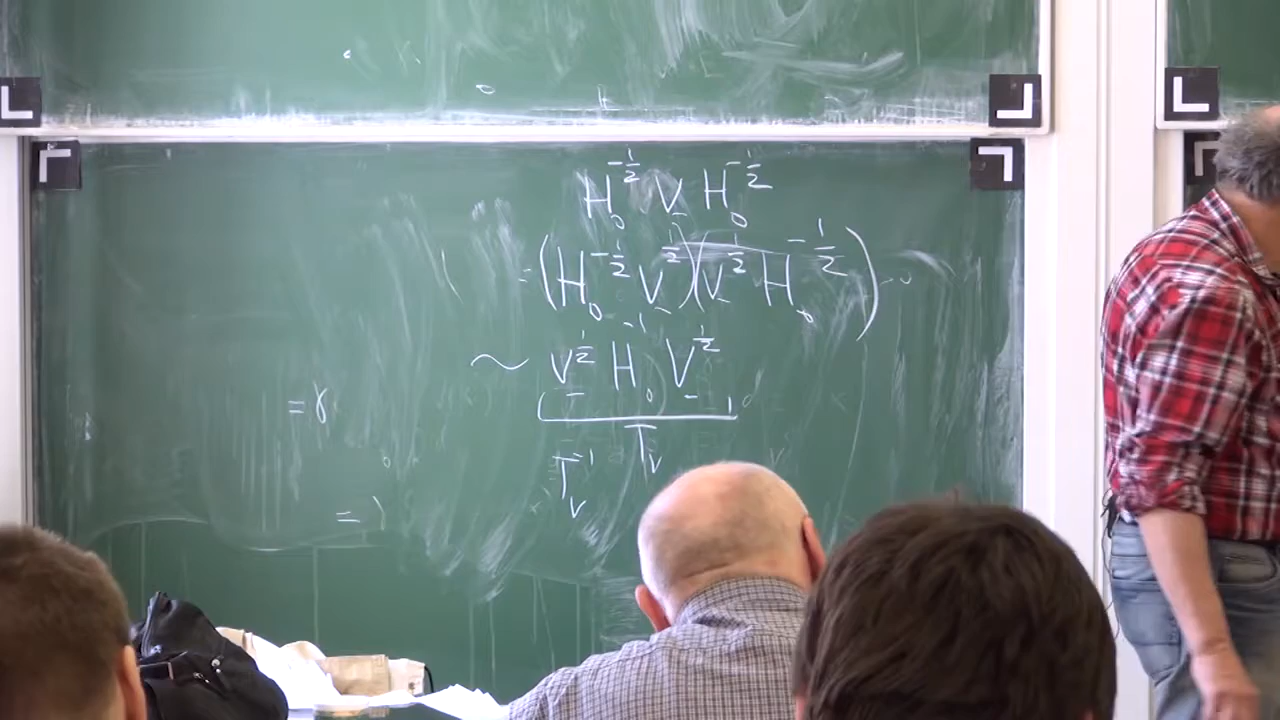 H₀^{-1/2} V₋ H₀^{-1/2}
= (H₀^{-1/2} V₋^{1/2})(V₋^{1/2} H₀^{-1/2})
∼ V₋^{1/2} H₀^{-1} V₋^{1/2}
= γ
T_V
T_V^{-1}
=